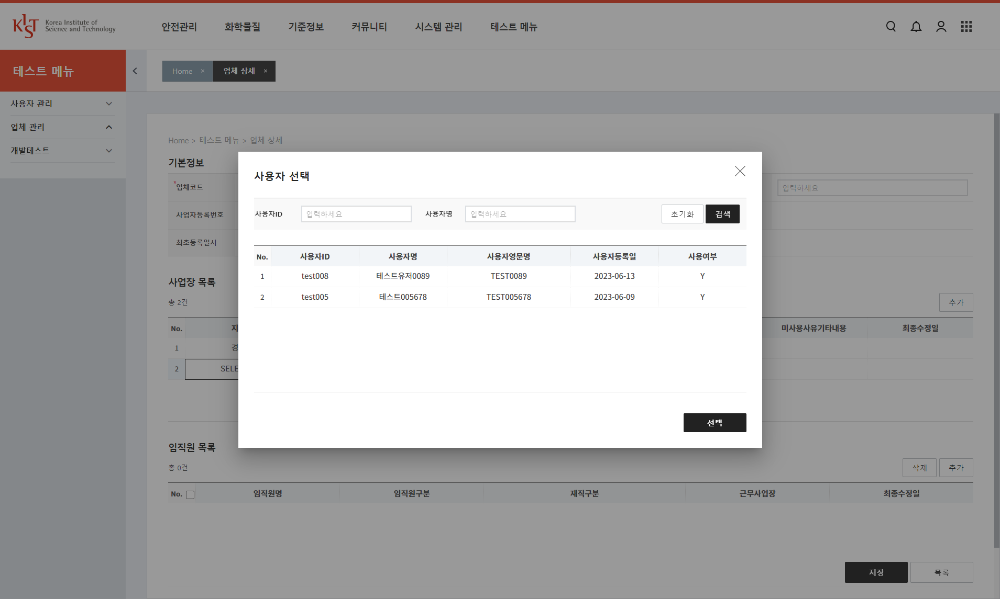 KIST Korea Institute of
Science and Technology
안전관리 화학물질 기준정보 커뮤니티 시스템 관리 테스트 메뉴
테스트 메뉴
Home × 업체 상세 ×
사용자 관리
업체 관리
개발테스트
Home > 테스트 메뉴 > 업체 상세
기본정보
*업체코드 입력하세요
사업자등록번호
최초등록일시
사업장 목록
총 2건
추가
No. 지 미사용사유기타내용 최종수정일
1 경
2 SELE
사용자 선택
사용자ID 입력하세요 사용자명 입력하세요 초기화 검색
No. 사용자ID 사용자명 사용자영문명 사용자등록일 사용여부
1 test008 테스트유저0089 TEST0089 2023-06-13 Y
2 test005 테스트005678 TEST005678 2023-06-09 Y
선택
임직원 목록
총 0건
삭제 추가
No. 임직원명 임직원구분 재직구분 근무사업장 최종수정일
저장 목록